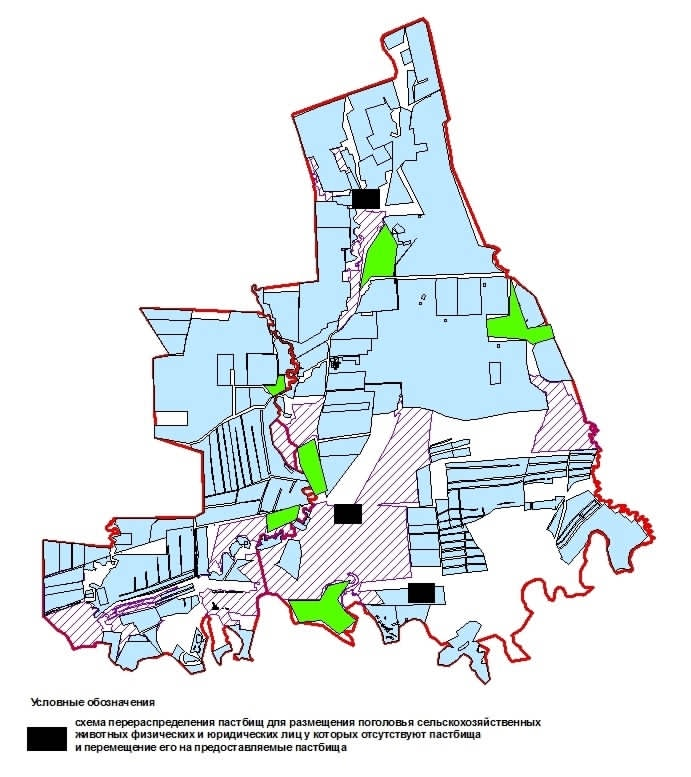 Условные обозначения
схема перераспределения пастбищ для размещения поголовья сельскохозяйственных
животных физических и юридических лиц у которых отсутствуют пастбища
и перемещение его на предоставляемые пастбища